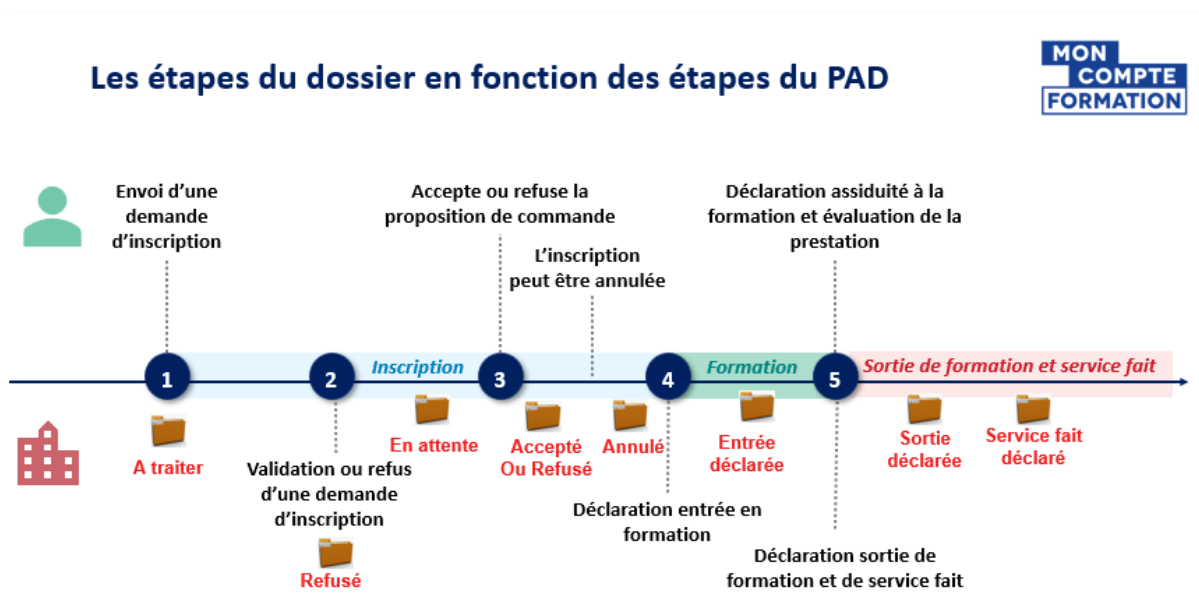 Les étapes du dossier en fonction des étapes du PAD
MON
COMPTE
FORMATION
Envoi d’une
demande
d’inscription
Accepte ou refuse la
proposition de commande
L’inscription
peut être annulée
Déclaration assiduité à la
formation et évaluation de la
prestation
1
2
Inscription
3
4
Formation
5
Sortie de formation et service fait
A traiter
Validation ou refus
d’une demande
d’inscription
Refusé
En attente
Accepté
Ou Refusé
Annulé
Déclaration entrée en
formation
Entrée
déclarée
Déclaration sortie de
formation et de service fait
Sortie
déclarée
Service fait
déclaré